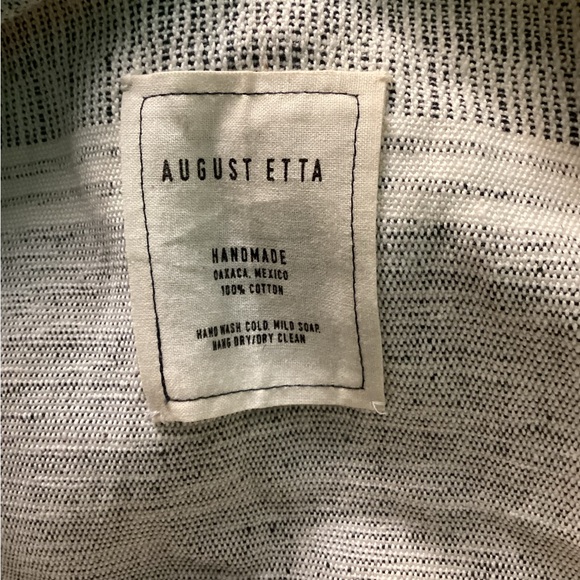 AUGUST ETTA
HANDMADE
OAXACA, MEXICO
100% COTTON
HAND WASH COLD, MILD SOAP,
HANG DRY/DRY CLEAN